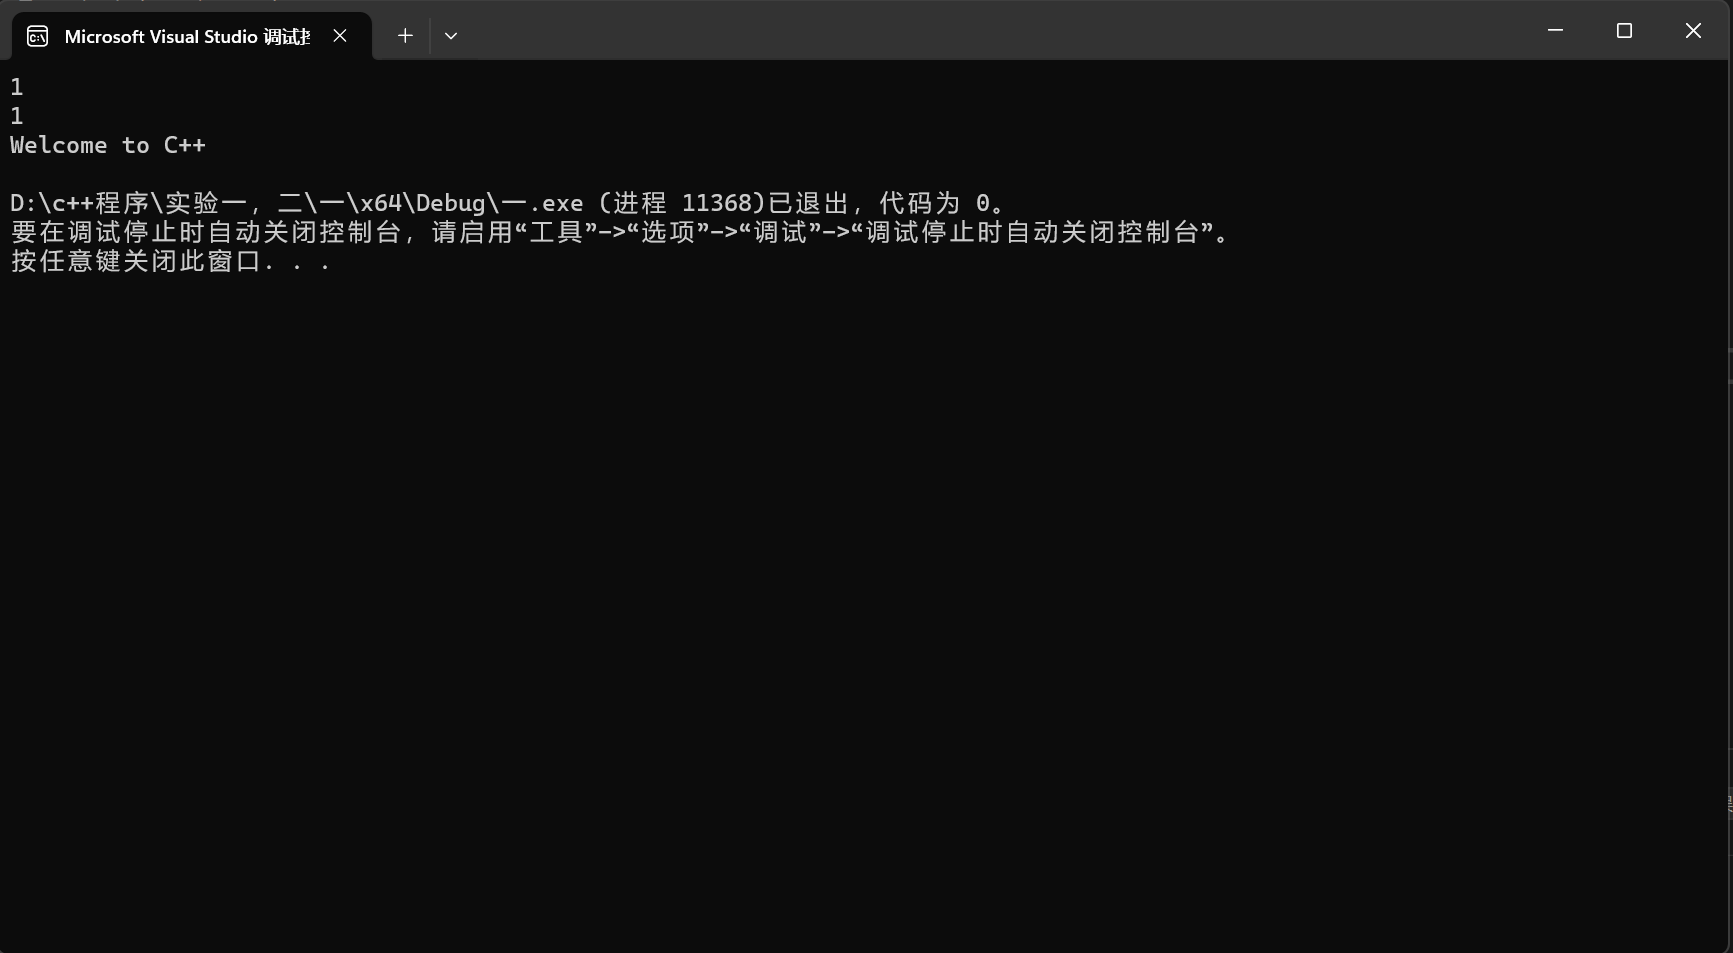 Microsoft Visual Studio 调试
1
1
Welcome to C++
D:\c++程序\实验一，二\一\x64\Debug\一.exe (进程 11368)已退出，代码为 0。
要在调试停止时自动关闭控制台，请启用“工具”->“选项”->“调试”->“调试停止时自动关闭控制台”。
按任意键关闭此窗口. . .